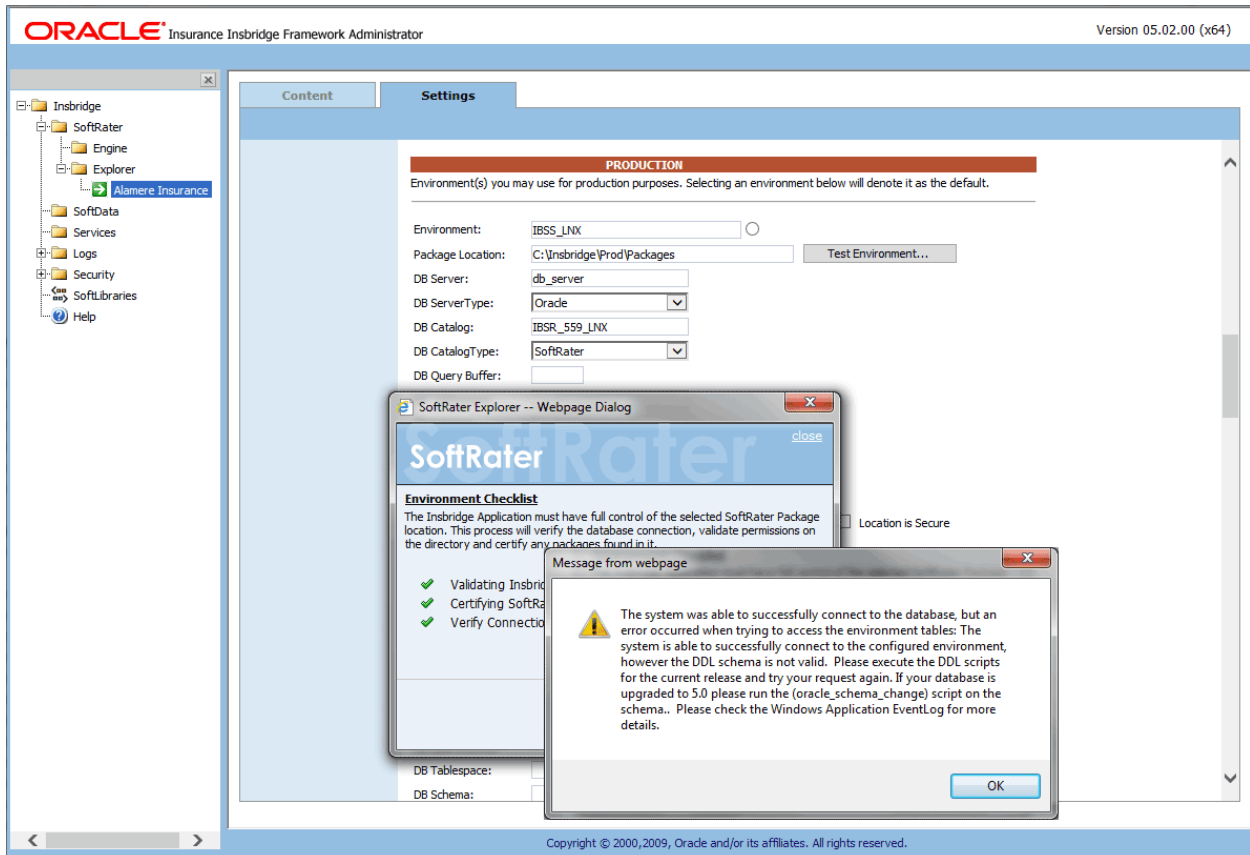 ORACLE® Insurance Insbridge Framework Administrator
Version 05.02.00 (x64)
Insbridge
SoftRater
Engine
Explorer
Alamere Insurance
SoftData
Services
Logs
Security
SoftLibraries
Help
Content
Settings
PRODUCTION
Environment(s) you may use for production purposes. Selecting an environment below will denote it as the default.
Environment: IBSS_LNX
Package Location: C:\Insbridge\Prod\Packages Test Environment...
DB Server: db_server
DB ServerType: Oracle
DB Catalog: IBSR_559_LNX
DB CatalogType: SoftRater
DB Query Buffer:
SoftRater Explorer -- Webpage Dialog
close
SoftRater
SoftRater
Environment Checklist
The Insbridge Application must have full control of the selected SoftRater Package
location. This process will verify the database connection, validate permissions on
the directory and certify any packages found in it.
Validating
Certifying
Verify
Location is Secure
Message from webpage
The system was able to successfully connect to the database, but an
error occurred when trying to access the environment tables: The
system is able to successfully connect to the configured environment,
however the DDL schema is not valid. Please execute the DDL scripts
for the current release and try your request again. If your database is
upgraded to 5.0 please run the (oracle_schema_change) script on the
schema.. Please check the Windows Application EventLog for more
details.
OK
DB Tablespace:
DB Schema:
Copyright © 2000,2009, Oracle and/or its affiliates. All rights reserved.